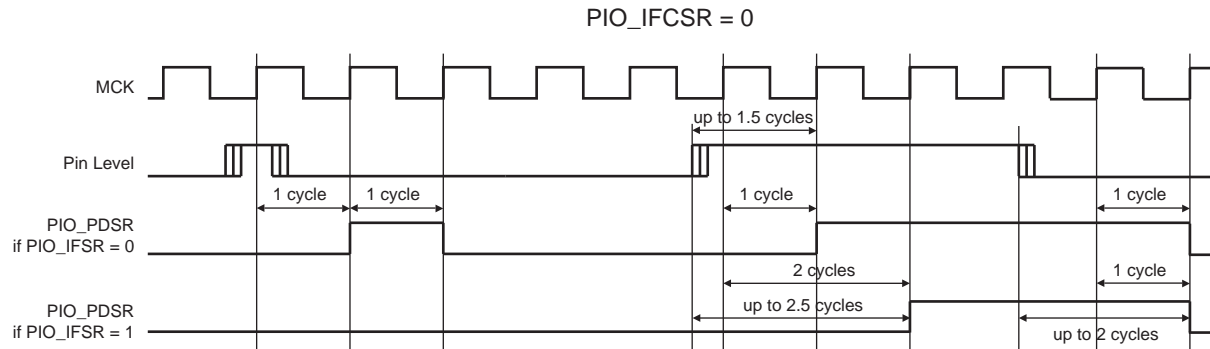 PIO_IFCSR = 0
MCK
up to 1.5 cycles
Pin Level
1 cycle
1 cycle
1 cycle
1 cycle
PIO_PDSR
if PIO_IFSR = 0
2 cycles
1 cycle
PIO_PDSR
if PIO_IFSR = 1
up to 2.5 cycles
up to 2 cycles